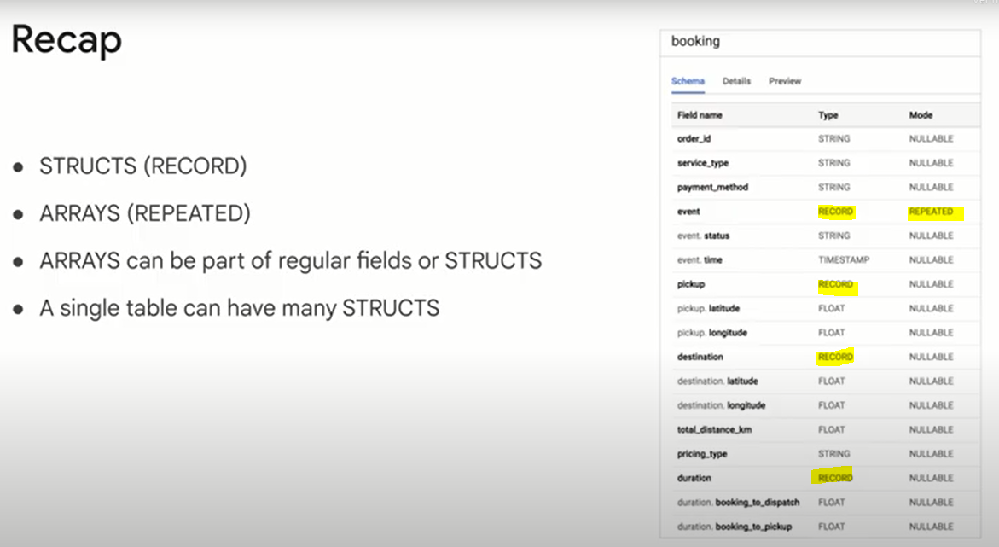 Recap
• STRUCTS (RECORD)
• ARRAYS (REPEATED)
• ARRAYS can be part of regular fields or STRUCTS
• A single table can have many STRUCTS
booking
Schema Details Preview
Field name Type Mode
order_id STRING NULLABLE
service_type STRING NULLABLE
payment_method STRING NULLABLE
event RECORD REPEATED
event. status STRING NULLABLE
event. time TIMESTAMP NULLABLE
pickup RECORD NULLABLE
pickup. latitude FLOAT NULLABLE
pickup. longitude FLOAT NULLABLE
destination RECORD NULLABLE
destination. latitude FLOAT NULLABLE
destination. longitude FLOAT NULLABLE
total_distance_km FLOAT NULLABLE
pricing_type STRING NULLABLE
duration RECORD NULLABLE
duration. booking_to_dispatch FLOAT NULLABLE
duration. booking_to_pickup FLOAT NULLABLE